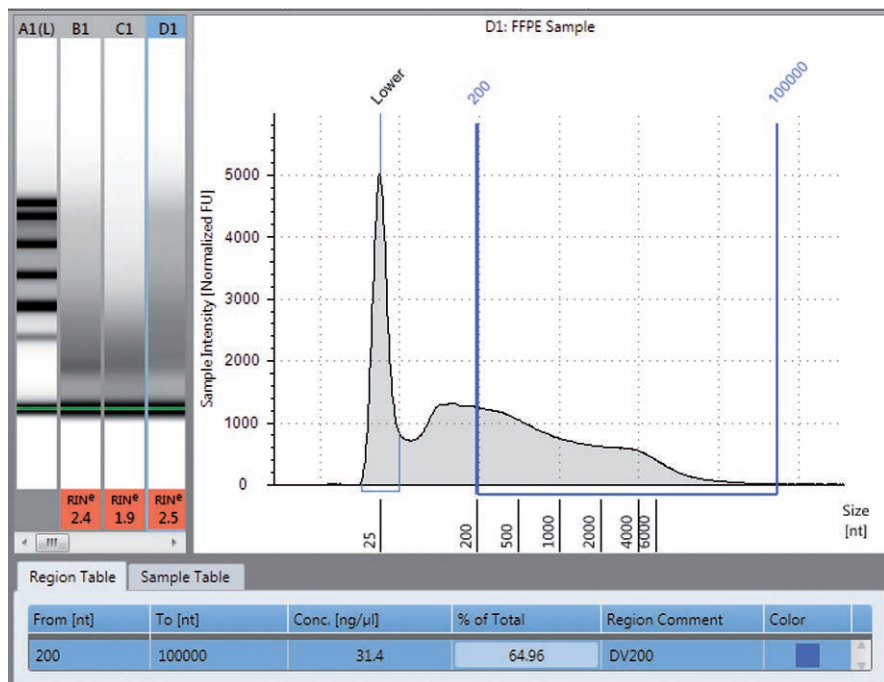 A1(L) B1 C1 D1
RINe 2.4
RINe 1.9
RINe 2.5
D1: FFPE Sample
Lower
200
100000
Sample Intensity [Normalized FU]
5000
4000
3000
2000
1000
0
25
200
500
1000
2000
4000
6000
Size
[nt]
Region Table Sample Table
From [nt] To [nt] Conc. [ng/µl] % of Total Region Comment Color
200 100000 31.4 64.96 DV200